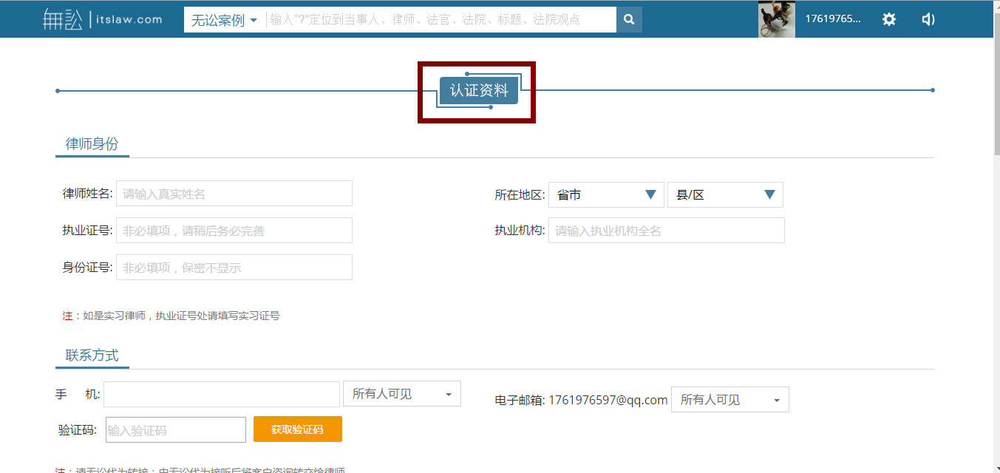 無訟 itslaw.com 无讼案例 输入“?”定位到当事人、律师、法官、法院、标题、法院观点 17619765...
认证资料
律师身份
律师姓名: 请输入真实姓名 所在地区: 省市 县/区
执业证号: 非必填项，请稍后务必完善 执业机构: 请输入执业机构全名
身份证号: 非必填项，保密不显示
注：如是实习律师，执业证号处请填写实习证号
联系方式
手 机: 所有人可见 电子邮箱: 1761976597@qq.com 所有人可见
验证码: 输入验证码 获取验证码
注：请无讼代为转接：由无讼代为接听后将客户咨询转交给律师